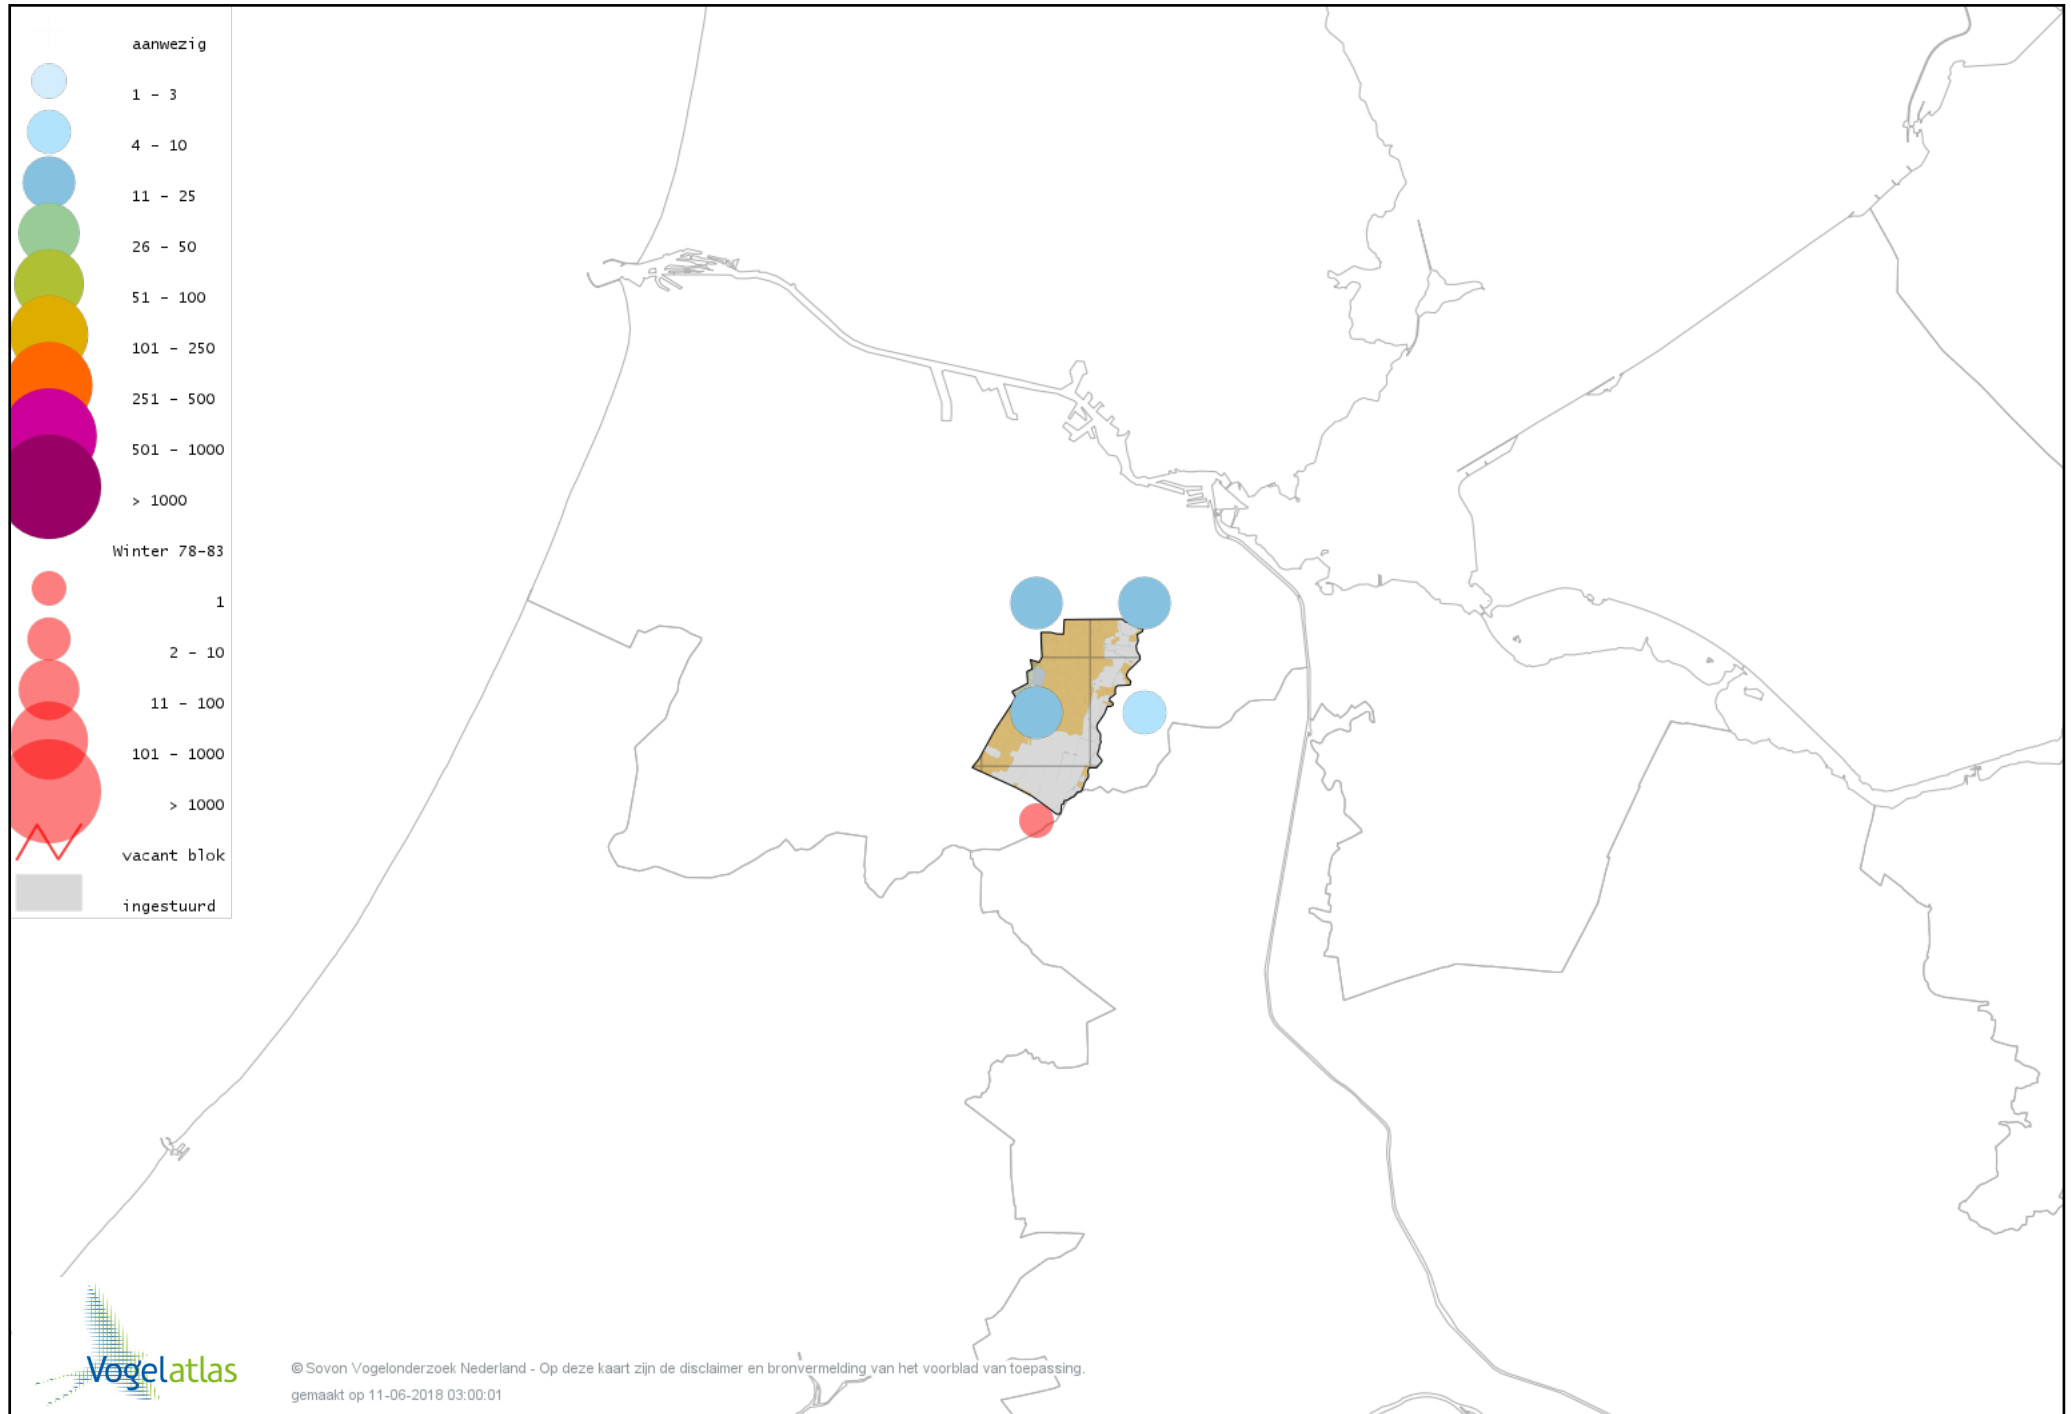 aanwezig
1 - 3
4 - 10
11 - 25
26 - 50
51 - 100
101 - 250
251 - 500
501 - 1000
> 1000
Winter 78-83
1
2 - 10
11 - 100
101 - 1000
> 1000
vacant blok
ingestuurd
Vogelatlas
© Sovon Vogelonderzoek Nederland - Op deze kaart zijn de disclaimer en bronvermelding van het voorblad van toepassing.
gemaakt op 11-06-2018 03:00:01